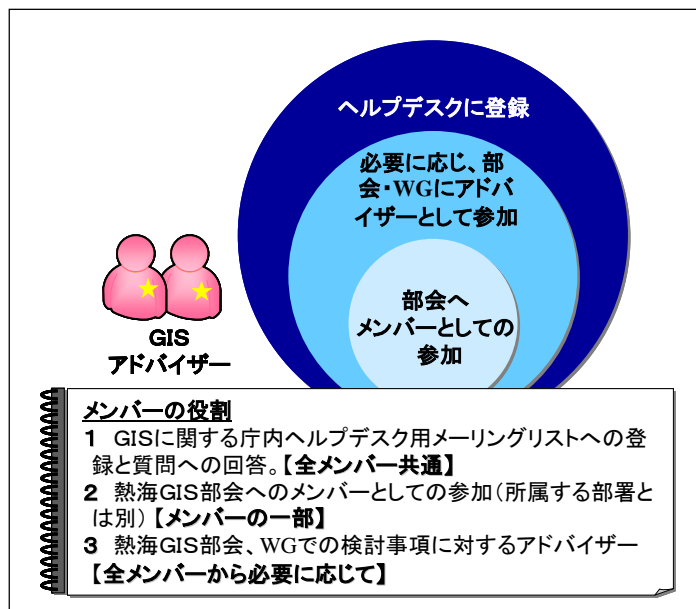 ヘルプデスクに登録
必要に応じ、部
会・WGにアドバ
イザーとして参加
部会へ
メンバーとしての
参加
GIS
アドバイザー
メンバーの役割
1 GISに関する庁内ヘルプデスク用メーリングリストへの登
録と質問への回答。【全メンバー共通】
2 熱海GIS部会へのメンバーとしての参加(所属する部署と
は別)【メンバーの一部】
3 熱海GIS部会、WGでの検討事項に対するアドバイザー
【全メンバーから必要に応じて】